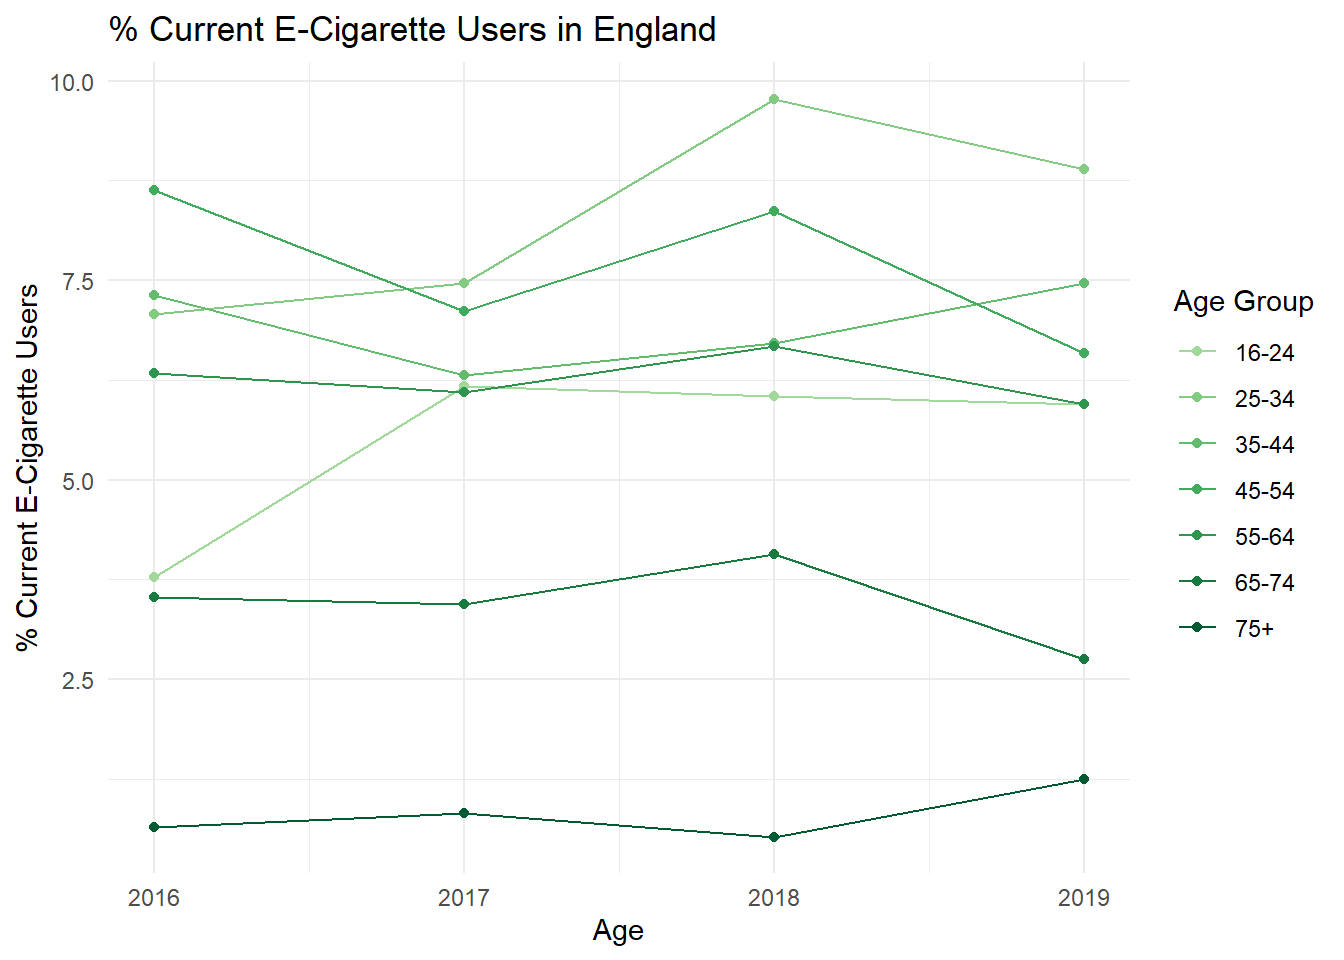 % Current E-Cigarette Users in England
% Current E-Cigarette Users
10.0
7.5
5.0
2.5
2016 2017 2018 2019
Age
Age Group
16-24
25-34
35-44
45-54
55-64
65-74
75+